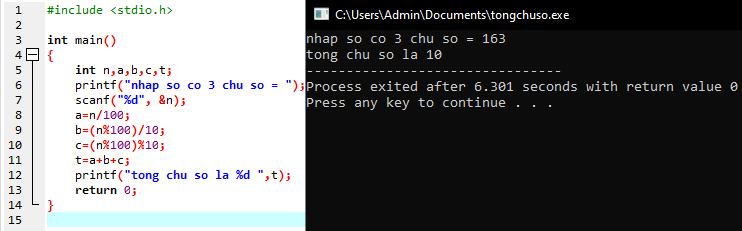 1 #include <stdio.h>
2
3 int main()
4 {
5 int n,a,b,c,t;
6 printf("nhap so co 3 chu so = ");
7 scanf("%d", &n);
8 a=n/100;
9 b=(n%100)/10;
10 c=(n%100)%10;
11 t=a+b+c;
12 printf("tong chu so la %d ",t);
13 return 0;
14 }
15
C:\Users\Admin\Documents\tongchuso.exe
nhap so co 3 chu so = 163
tong chu so la 10
--------------------------------
Process exited after 6.301 seconds with return value 0
Press any key to continue . . .